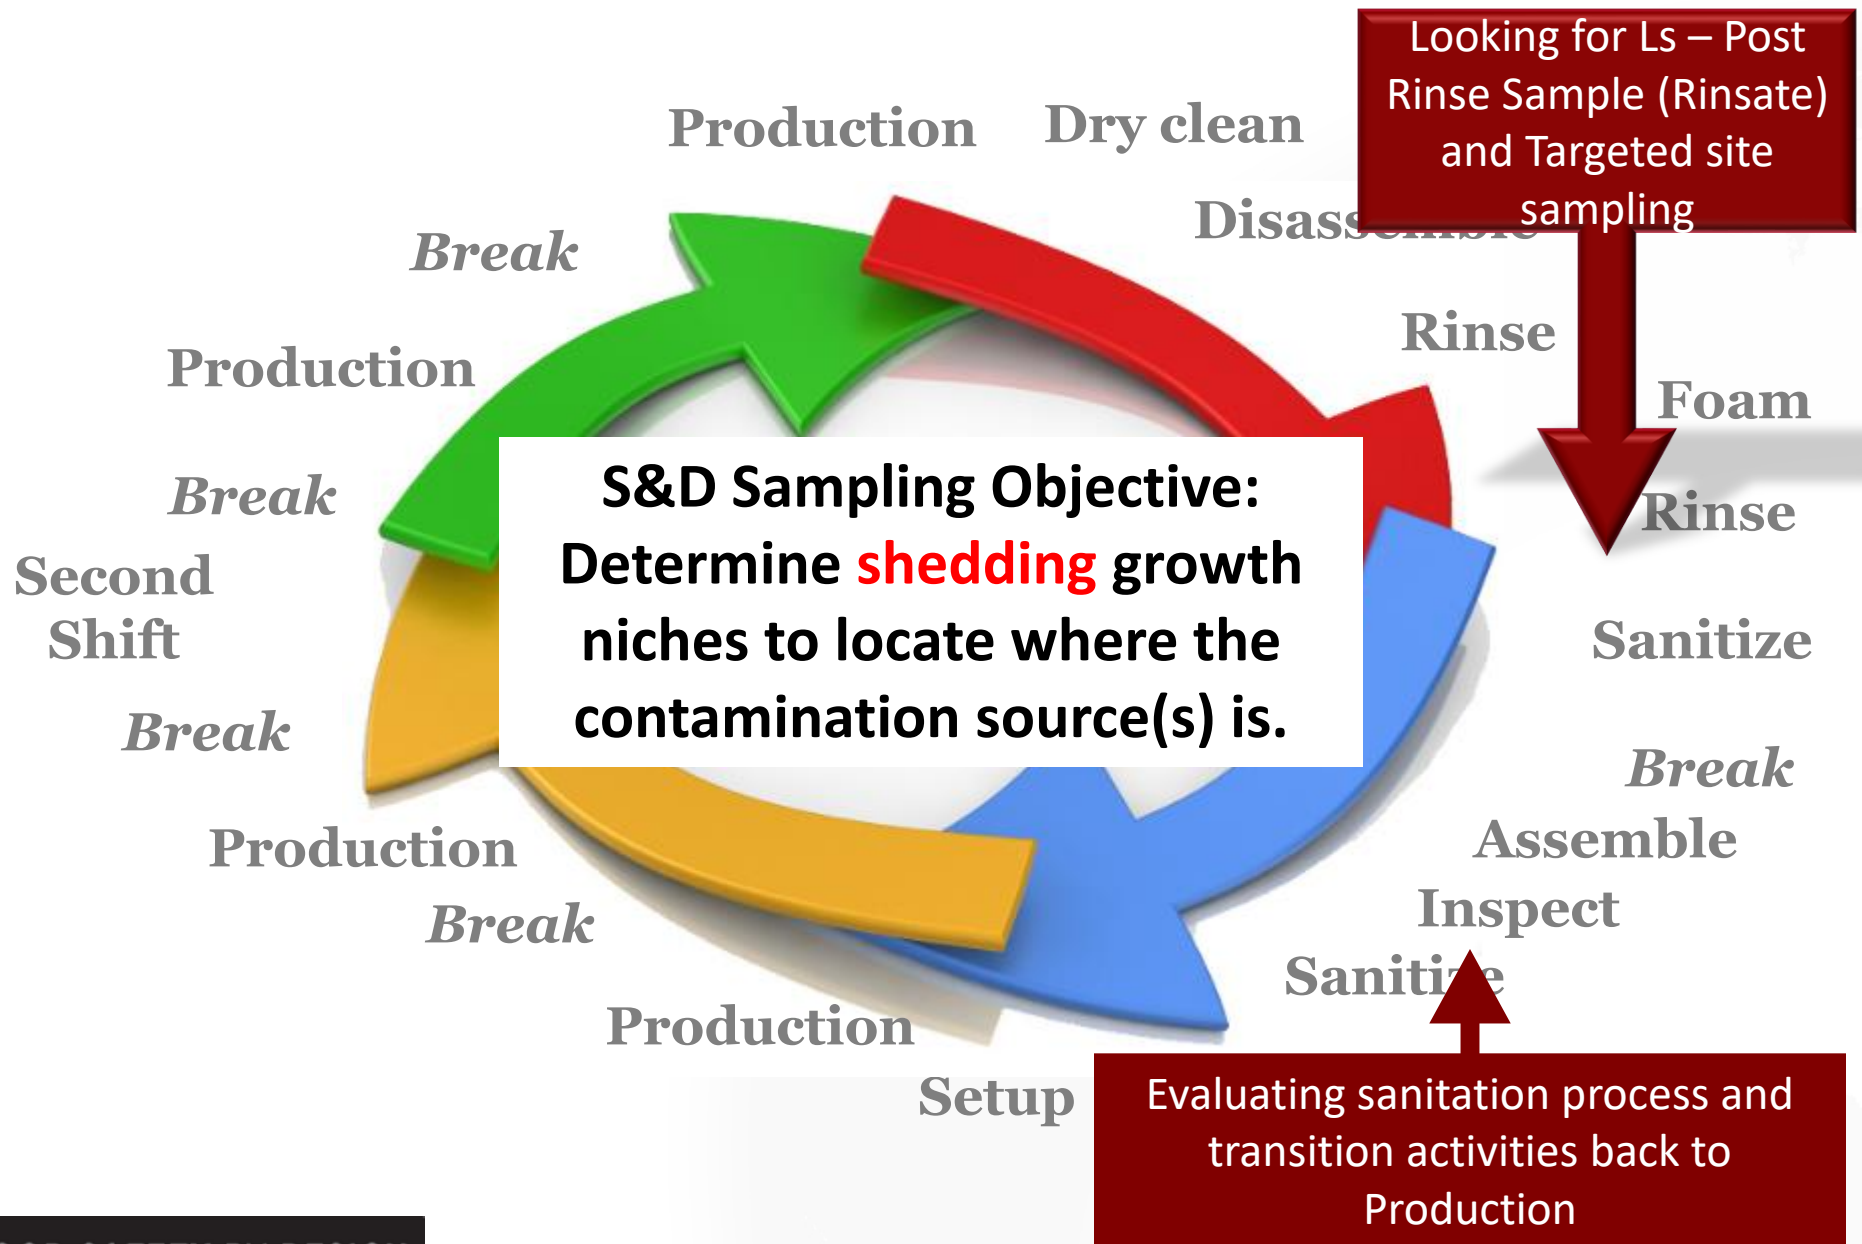 Looking for Ls – Post
Rinse Sample (Rinsate)
and Targeted site
sampling
Production
Dry clean
Disassemble
Rinse
Foam
Rinse
Sanitize
Break
Assemble
Inspect
Sanitize
Setup
Production
Break
Production
Break
Second
Shift
Break
Production
Break
S&D Sampling Objective:
Determine shedding growth
niches to locate where the
contamination source(s) is.
Evaluating sanitation process and
transition activities back to
Production